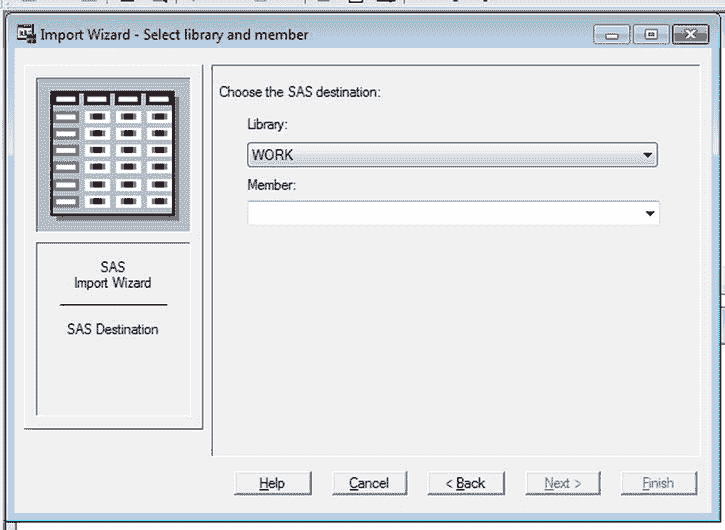 Import Wizard - Select library and member
Choose the SAS destination:
Library:
WORK
Member:
SAS
Import Wizard
SAS Destination
Help
Cancel
< Back
Next >
Finish